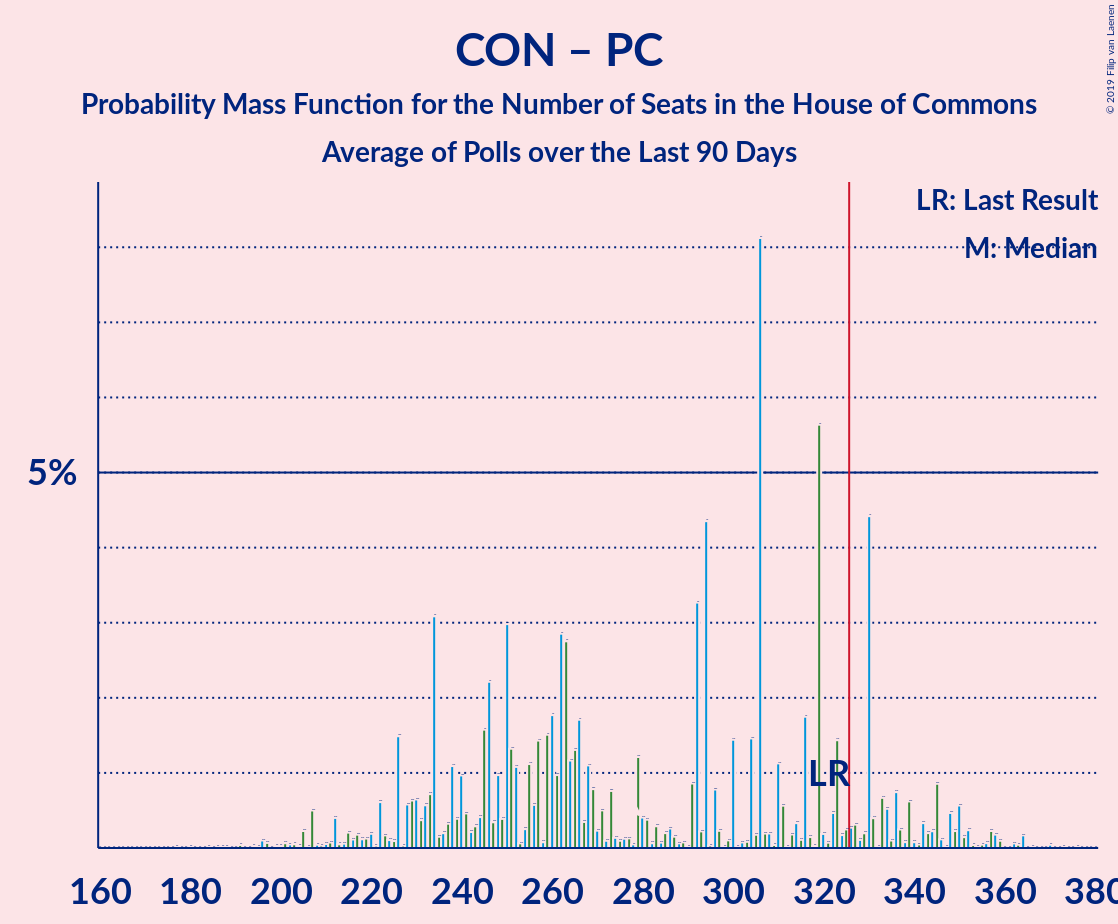 CON – PC
Probability Mass Function for the Number of Seats in the House of Commons
Average of Polls over the Last 90 Days
© 2019 Filip van Laenen
LR: Last Result
M: Median
5%
LR
160 180 200 220 240 260 280 300 320 340 360 380